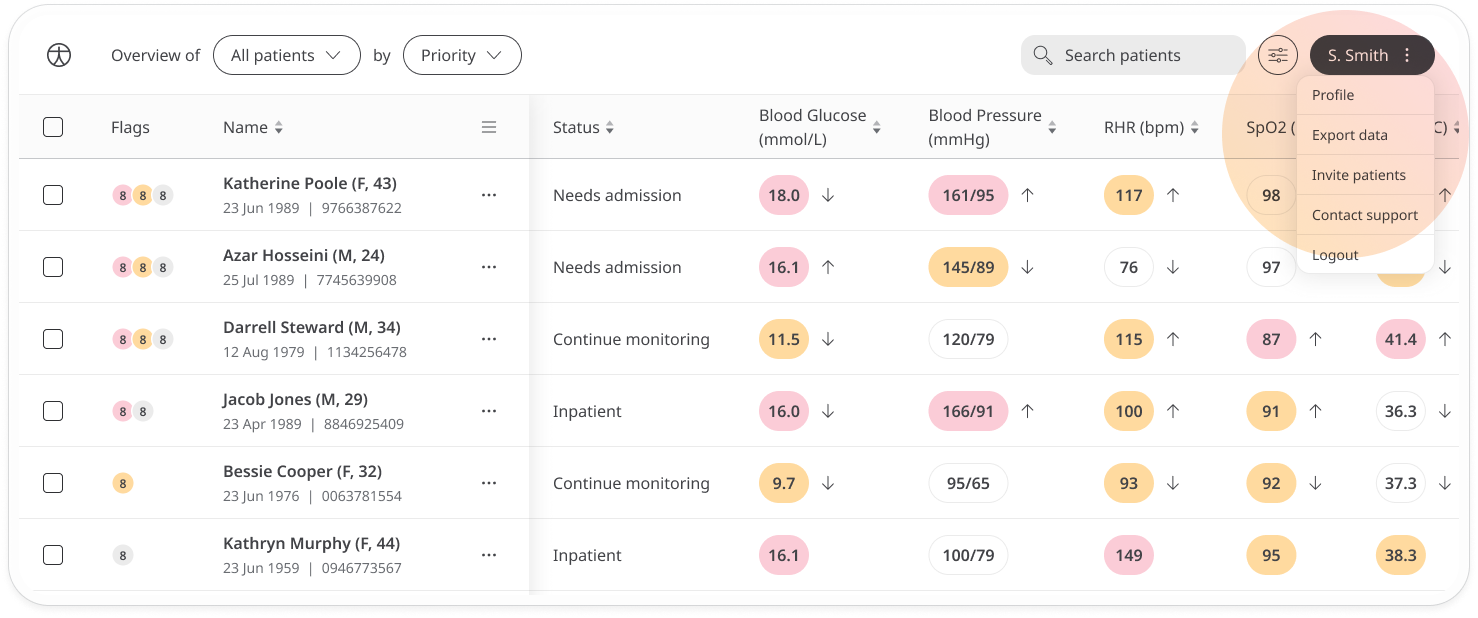 Overview of All patients by Priority Search patients S. Smith
Profile
Export data
Invite patients
Contact support
Logout
Flags Name Status Blood Glucose (mmol/L) Blood Pressure (mmHg) RHR (bpm) SpO2 ( C)
8 8 8 Katherine Poole (F, 43) Needs admission 18.0 161/95 117 98
23 Jun 1989 | 9766387622
8 8 8 Azar Hosseini (M, 24) Needs admission 16.1 145/89 76 97
25 Jul 1989 | 7745639908
8 8 8 Darrell Steward (M, 34) Continue monitoring 11.5 120/79 115 87 41.4
12 Aug 1979 | 1134256478
8 8 Jacob Jones (M, 29) Inpatient 16.0 166/91 100 91 36.3
23 Apr 1989 | 8846925409
8 Bessie Cooper (F, 32) Continue monitoring 9.7 95/65 93 92 37.3
23 Jun 1976 | 0063781554
8 Kathryn Murphy (F, 44) Inpatient 16.1 100/79 149 95 38.3
23 Jun 1959 | 0946773567